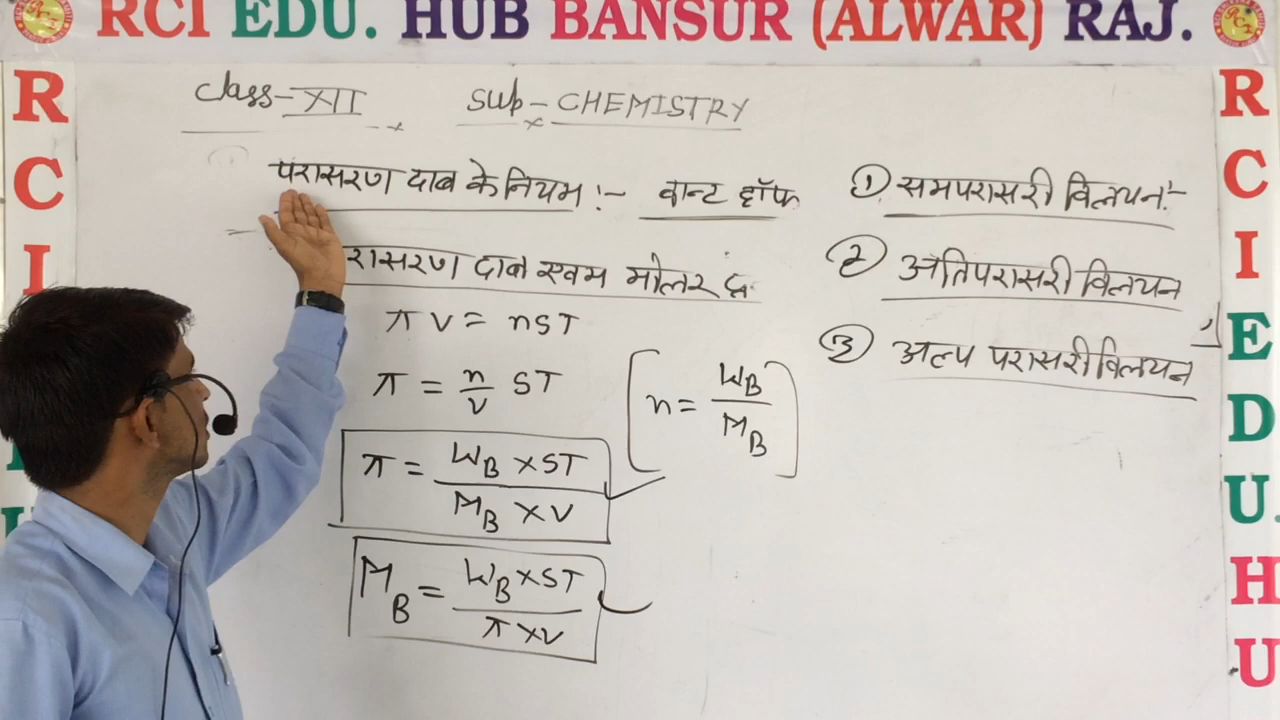 RCI EDU. HUB BANSUR (ALWAR) RAJ.
R
C
I
Class-XII Sub- CHEMISTRY
परासरण दाब के नियम :- वान्ट हॉफ
रासरण दाब एवम मोलर द्र
π V = nST
π = n/V ST
[n = W_B/M_B]
π = W_B × ST / M_B × V
M_B = W_B × ST / π × V
① समपरासरी विलयन :-
② अतिपरासरी विलयन
③ अल्प परासरी विलयन
R
C
I
E
D
U.
H
U